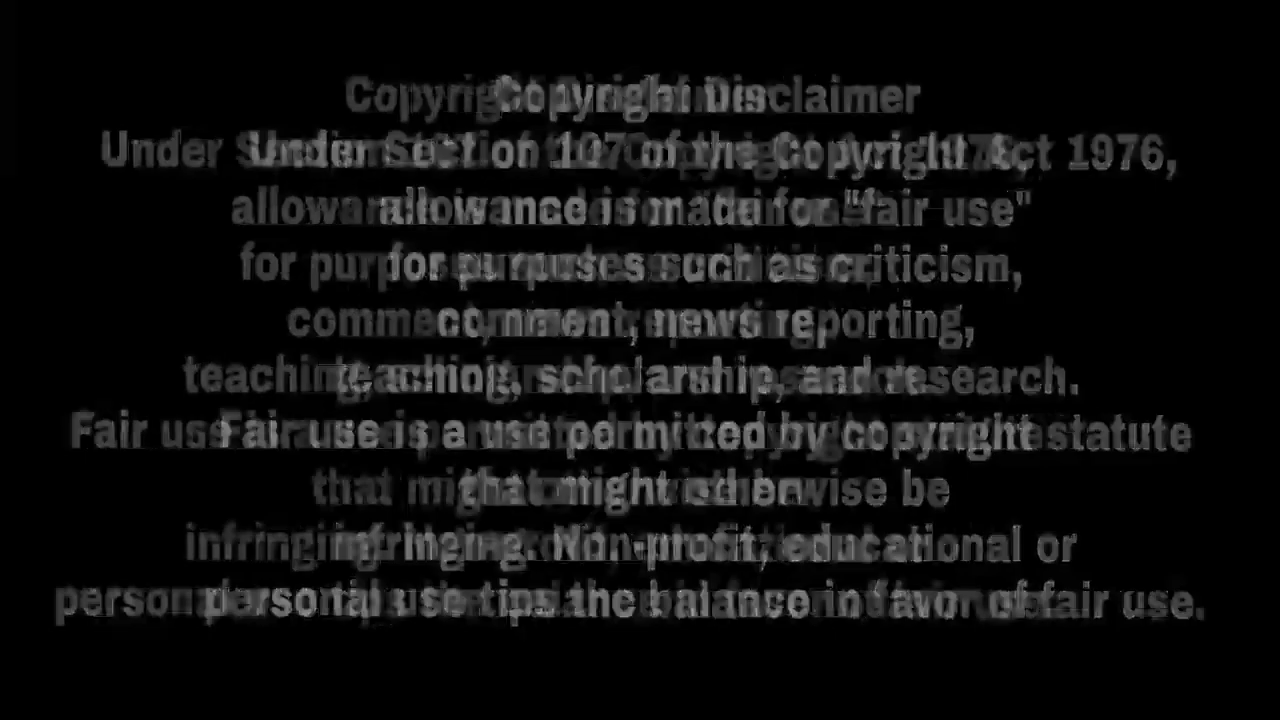 Copyright Disclaimer
Under Section 107 of the Copyright Act 1976,
allowance is made for "fair use"
for purposes such as criticism,
comment, news reporting,
teaching, scholarship, and research.
Fair use is a use permitted by copyright statute
that might otherwise be
infringing. Non-profit, educational or
personal use tips the balance in favor of fair use.